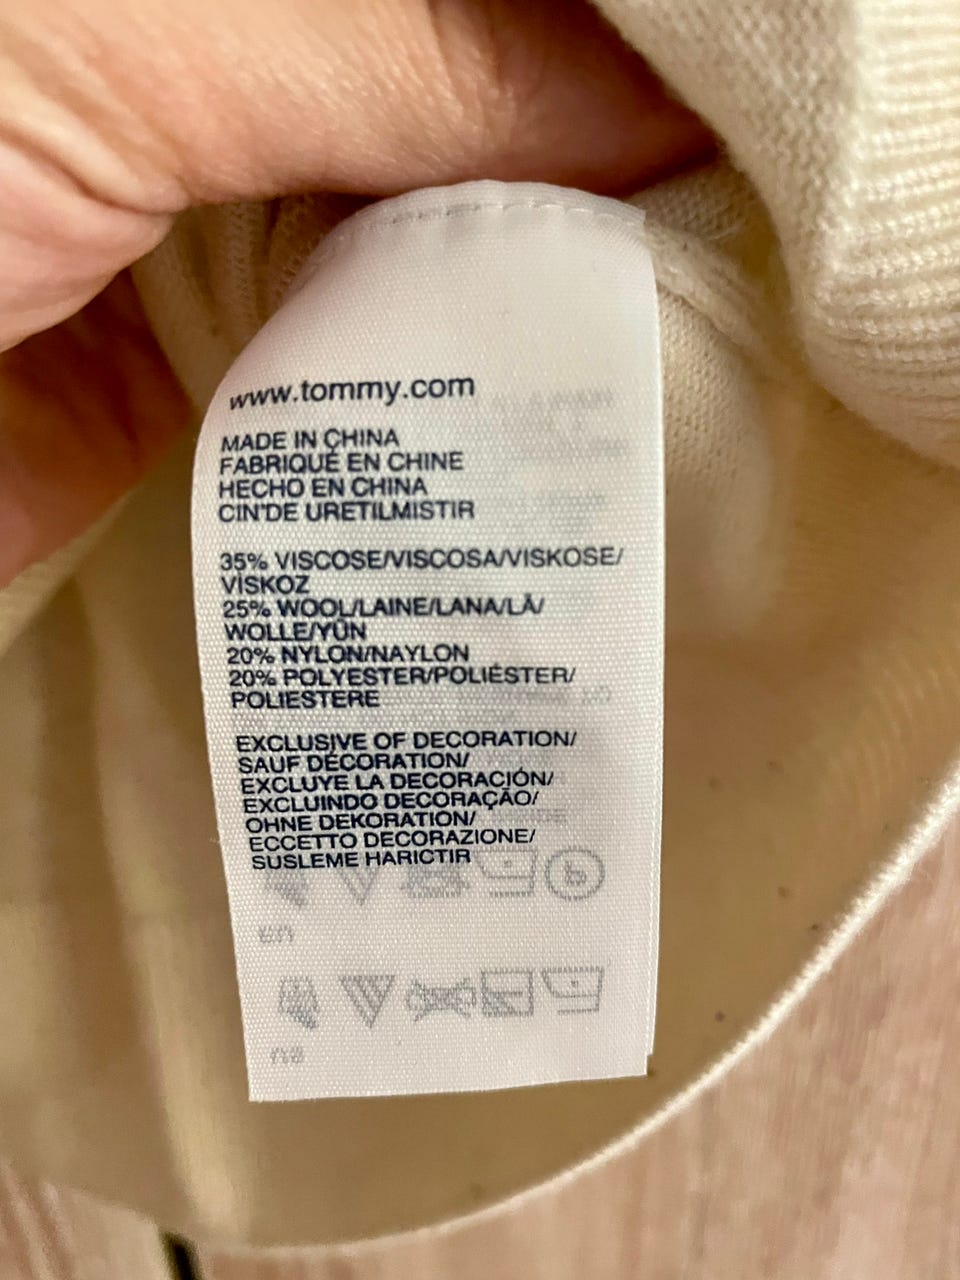 www.tommy.com
MADE IN CHINA
FABRIQUÉ EN CHINE
HECHO EN CHINA
CIN'DE URETILMISTIR
35% VISCOSE/VISCOSA/VISKOSE/
VİSKOZ
25% WOOL/LAINE/LANA/LÃ/
WOLLE/YÜN
20% NYLON/NAYLON
20% POLYESTER/POLIÉSTER/
POLIESTERE
EXCLUSIVE OF DECORATION/
SAUF DÉCORATION/
EXCLUYE LA DECORACIÓN/
EXCLUINDO DECORAÇÃO/
OHNE DEKORATION/
ECCETTO DECORAZIONE/
SUSLEME HARICTIR